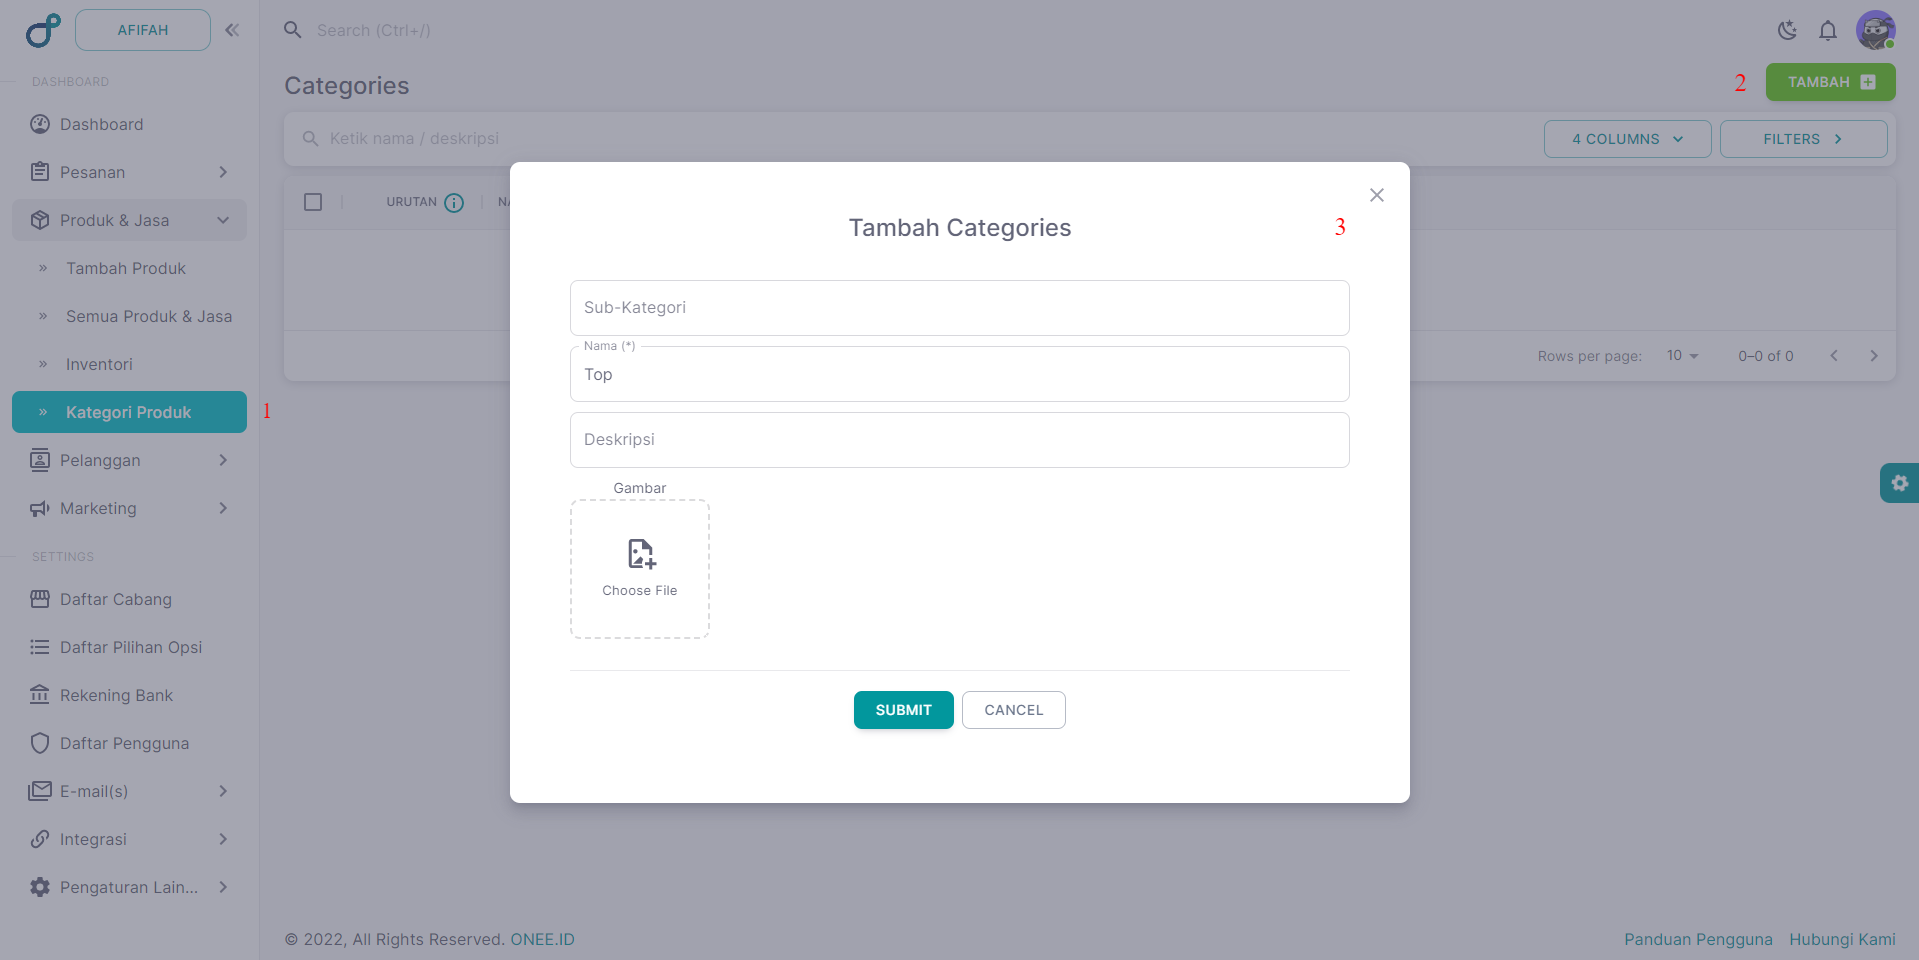 AFIFAH
Search (Ctrl+/)
DASHBOARD
Categories
2
TAMBAH
Dashboard
Ketik nama / deskripsi
4 COLUMNS
FILTERS
Pesanan
URUTAN
NA
Produk & Jasa
Tambah Categories
3
Tambah Produk
Sub-Kategori
Semua Produk & Jasa
Nama (*)
Top
Rows per page:
10
0–0 of 0
Inventori
Kategori Produk
1
Deskripsi
Pelanggan
Gambar
Marketing
SETTINGS
Choose File
Daftar Cabang
Daftar Pilihan Opsi
Rekening Bank
SUBMIT
CANCEL
Daftar Pengguna
E-mail(s)
Integrasi
Pengaturan Lain...
© 2022, All Rights Reserved. ONEE.ID
Panduan Pengguna
Hubungi Kami